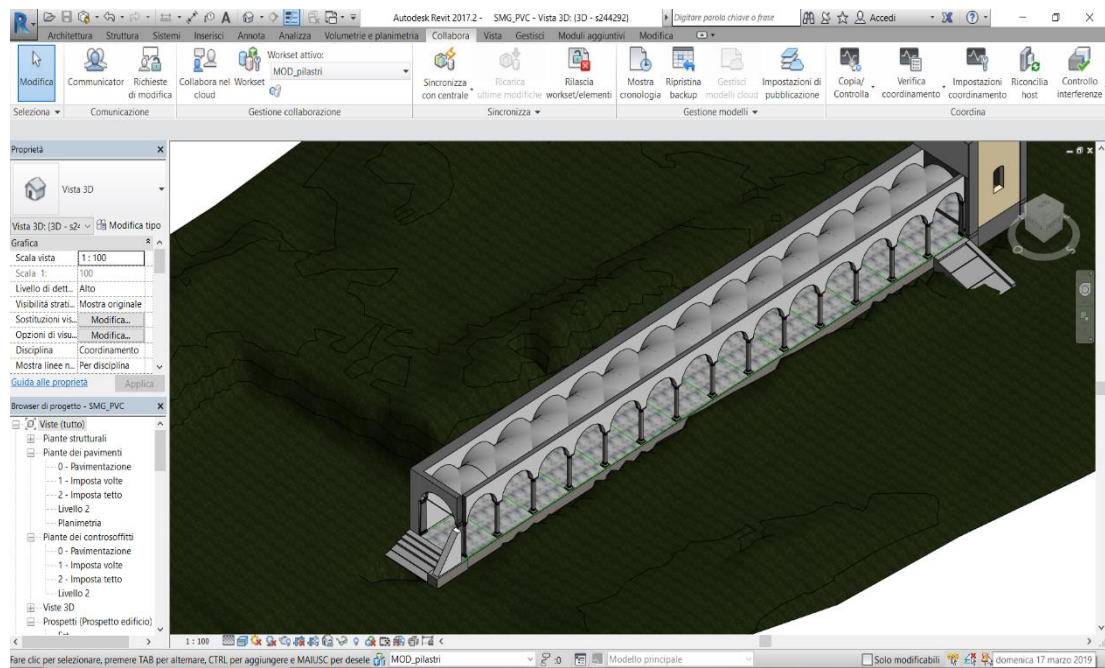 Autodesk Revit 2017.2 - SMG_PVC - Vista 3D: {3D - s244292}
Digitare parola chiave o frase
Accedi
Architettura Struttura Sistemi Inserisci Annota Analizza Volumetrie e planimetria Collabora Vista Gestisci Moduli aggiuntivi Modifica
Modifica
Communicator
Richieste di modifica
Collabora nel cloud
Workset
Workset attivo:
MOD_pilastri
Sincronizza con centrale
Ricarica ultime modifiche
Rilascia workset/elementi
Mostra cronologia
Ripristina backup
Gestisci modelli cloud
Impostazioni di pubblicazione
Copia/ Controlla
Verifica coordinamento
Impostazioni coordinamento
Riconcilia host
Controllo interferenze
Seleziona Comunicazione Gestione collaborazione Sincronizza Gestione modelli Coordina
Proprietà
Vista 3D
Vista 3D: {3D - s24
Modifica tipo
Grafica
Scala vista 1 : 100
Scala 1: 100
Livello di dett... Alto
Visibilità strati... Mostra originale
Sostituzioni vis... Modifica...
Opzioni di visu... Modifica...
Disciplina Coordinamento
Mostra linee n... Per disciplina
Guida alle proprietà Applica
Browser di progetto - SMG_PVC
Viste (tutto)
Piante strutturali
Piante dei pavimenti
0 - Pavimentazione
1 - Imposta volte
2 - Imposta tetto
Livello 2
Planimetria
Piante dei controsoffitti
0 - Pavimentazione
1 - Imposta volte
2 - Imposta tetto
Livello 2
Viste 3D
Prospetti (Prospetto edificio)
1 : 100
Fare clic per selezionare, premere TAB per alternare, CTRL per aggiungere e MAIUSC per desele
MOD_pilastri
:0
Modello principale
Solo modificabili
domenica 17 marzo 2019